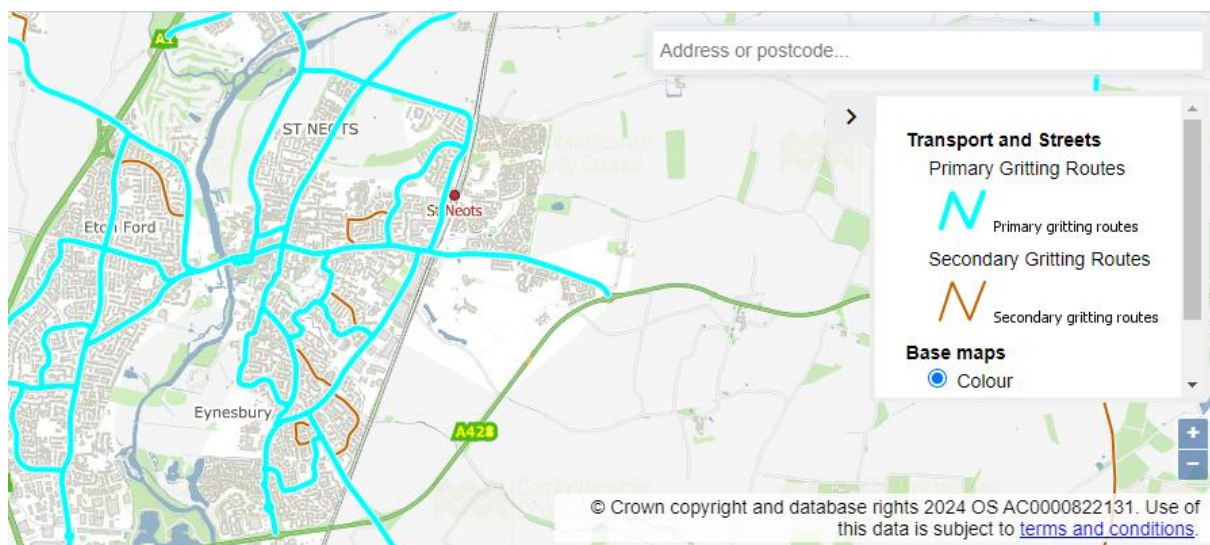 A1
Address or postcode...
ST NEOTS
Transport and Streets
Primary Gritting Routes
St Neots
Eton Ford
Primary gritting routes
Secondary Gritting Routes
Secondary gritting routes
Base maps
Colour
Eynesbury
A428
© Crown copyright and database rights 2024 OS AC0000822131. Use of
this data is subject to terms and conditions.